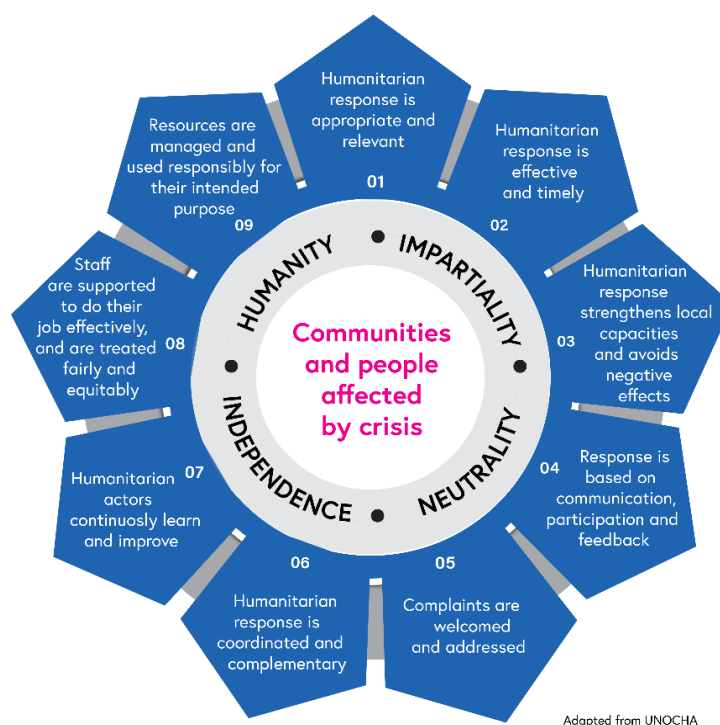 Humanitarian
response is
appropriate and
relevant
01
Humanitarian
response is
effective
and timely
02
Humanitarian
response
strengthens local
capacities
and avoids
negative
effects
03
Response is
based on
communication,
participation and
feedback
04
Complaints are
welcomed
and addressed
05
Humanitarian
response is
coordinated and
complementary
06
Humanitarian
actors
continuosly learn
and improve
07
Staff
are supported
to do their
job effectively,
and are treated
fairly and
equitably
08
Resources are
managed and
used responsibly for
their intended
purpose
09
HUMANITY
IMPARTIALITY
NEUTRALITY
INDEPENDENCE
Communities
and people
affected
by crisis
Adapted from UNOCHA